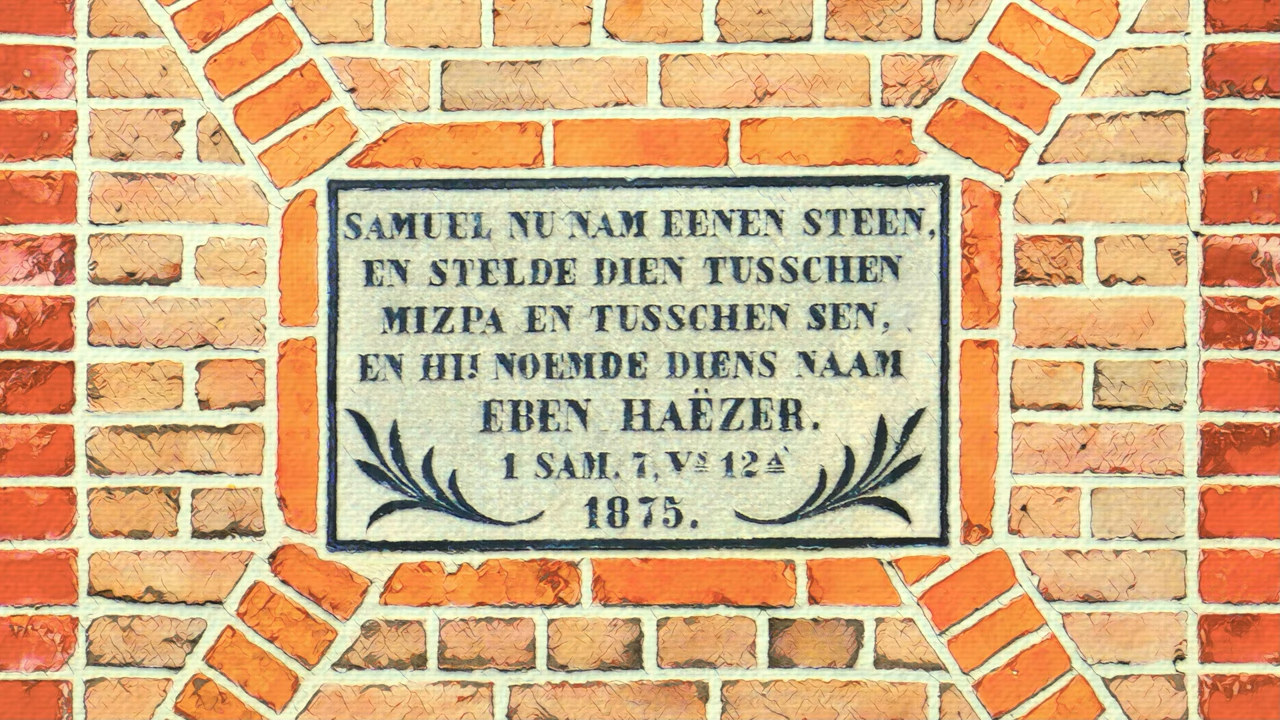 SAMUEL NU NAM EENEN STEEN,
EN STELDE DIEN TUSSCHEN
MIZPA EN TUSSCHEN SEN,
EN HIJ NOEMDE DIENS NAAM
EBEN HAËZER.
1 SAM. 7, Vs 12A
1875.